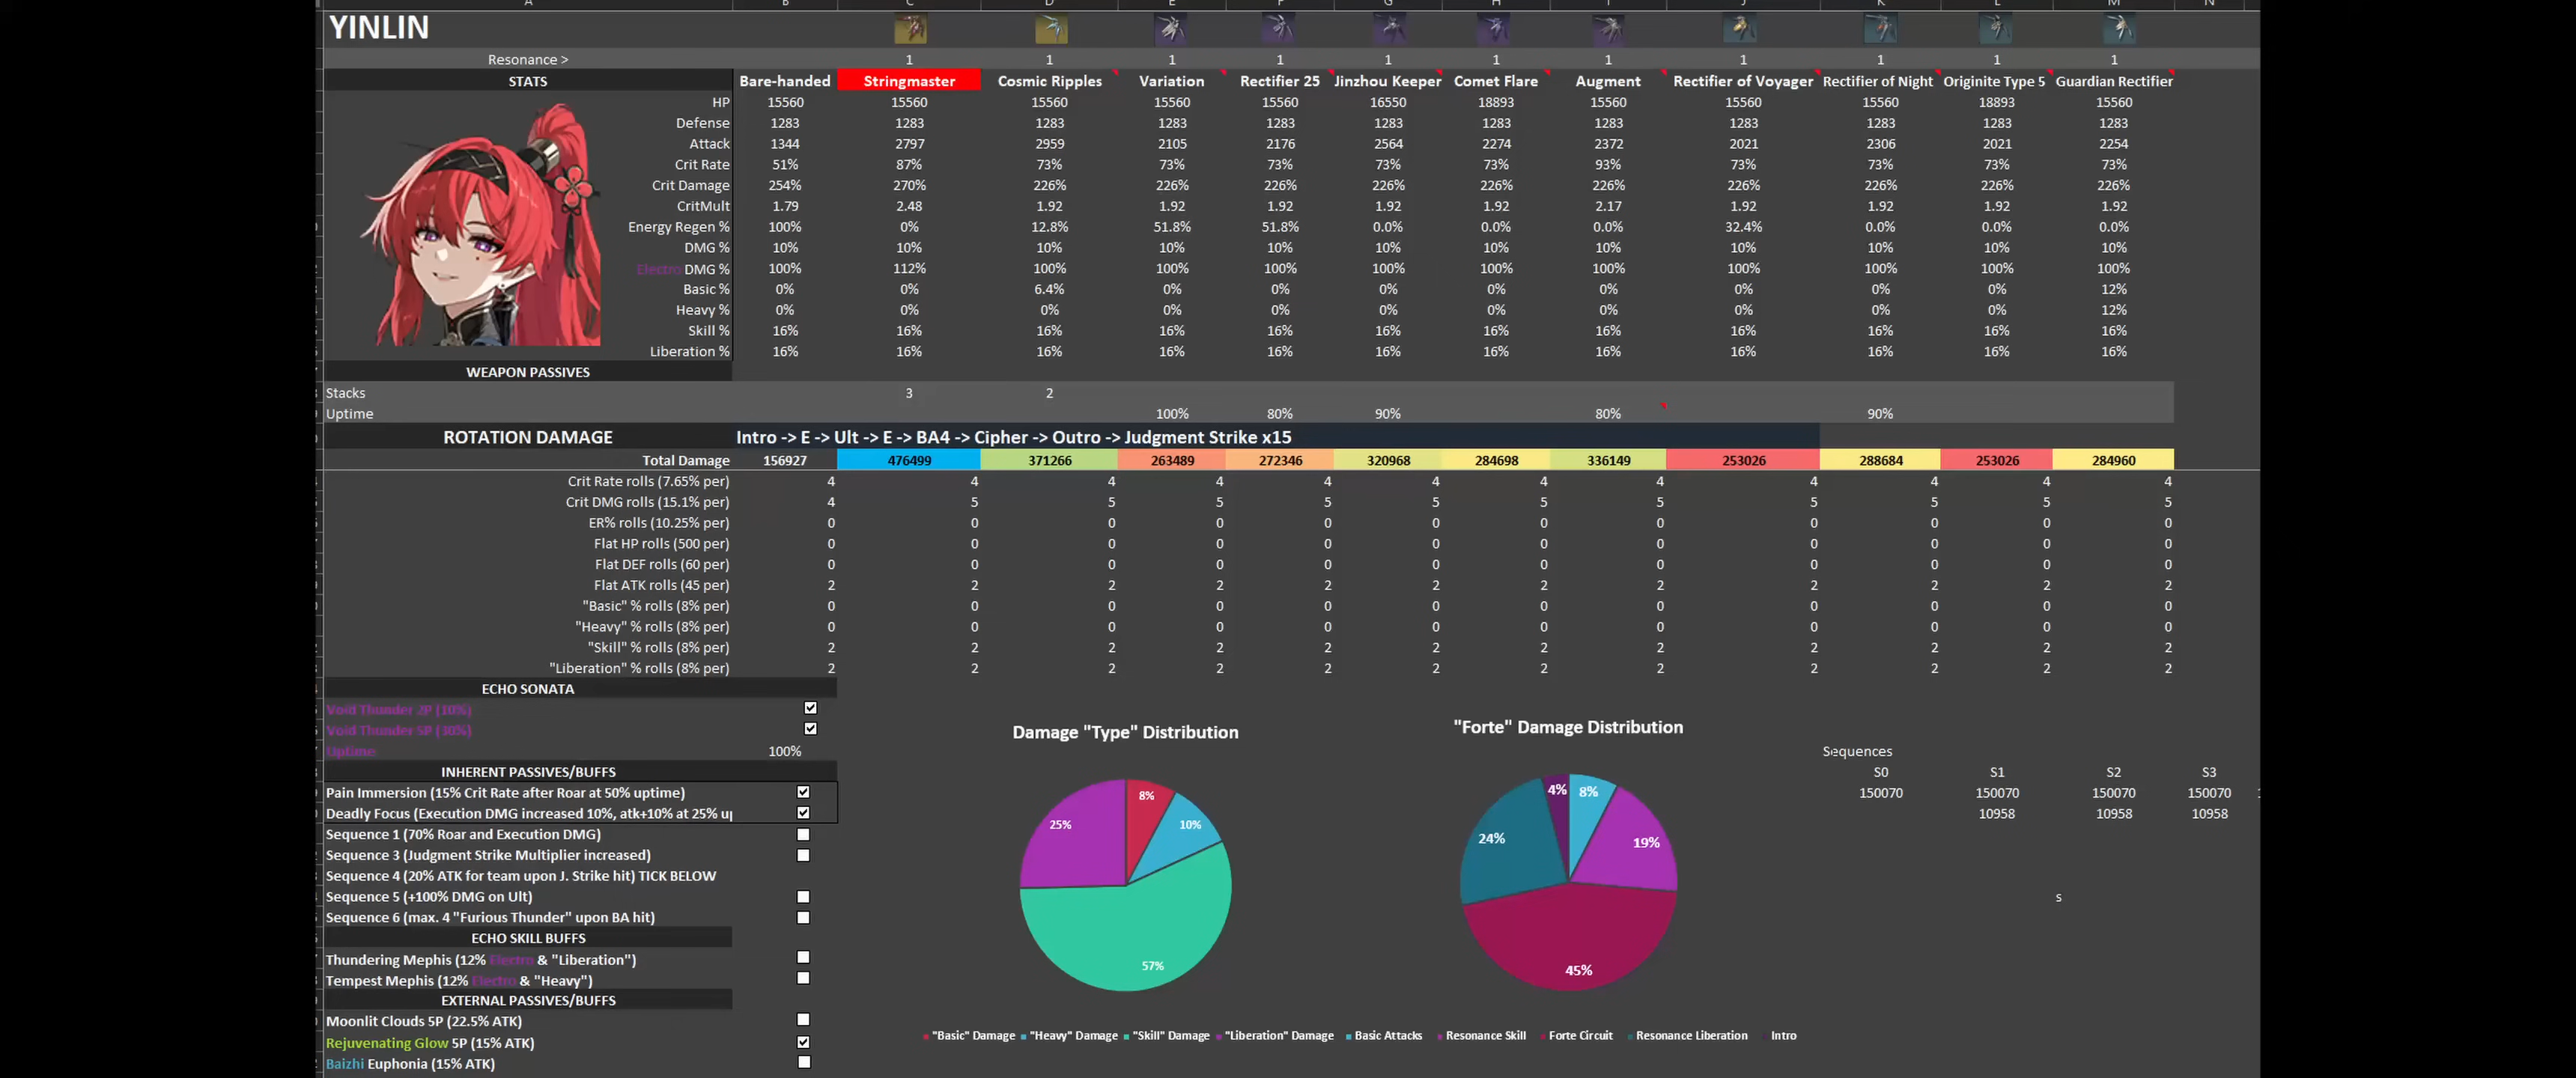 A B C D E F G H I J K L M N
YINLIN
Resonance > 1 1 1 1 1 1 1 1 1 1 1
STATS Bare-handed Stringmaster Cosmic Ripples Variation Rectifier 25 Jinzhou Keeper Comet Flare Augment Rectifier of Voyager Rectifier of Night Originite Type 5 Guardian Rectifier
HP 15560 15560 15560 15560 15560 16550 18893 15560 15560 15560 18893 15560
Defense 1283 1283 1283 1283 1283 1283 1283 1283 1283 1283 1283 1283
Attack 1344 2797 2959 2105 2176 2564 2274 2372 2021 2306 2021 2254
Crit Rate 51% 87% 73% 73% 73% 73% 73% 93% 73% 73% 73% 73%
Crit Damage 254% 270% 226% 226% 226% 226% 226% 226% 226% 226% 226% 226%
CritMult 1.79 2.48 1.92 1.92 1.92 1.92 1.92 2.17 1.92 1.92 1.92 1.92
Energy Regen % 100% 0% 12.8% 51.8% 51.8% 0.0% 0.0% 0.0% 32.4% 0.0% 0.0% 0.0%
DMG % 10% 10% 10% 10% 10% 10% 10% 10% 10% 10% 10% 10%
Electro DMG % 100% 112% 100% 100% 100% 100% 100% 100% 100% 100% 100% 100%
Basic % 0% 0% 6.4% 0% 0% 0% 0% 0% 0% 0% 0% 12%
Heavy % 0% 0% 0% 0% 0% 0% 0% 0% 0% 0% 0% 12%
Skill % 16% 16% 16% 16% 16% 16% 16% 16% 16% 16% 16% 16%
Liberation % 16% 16% 16% 16% 16% 16% 16% 16% 16% 16% 16% 16%
WEAPON PASSIVES
Stacks 3 2
Uptime 100% 80% 90% 80% 90%
ROTATION DAMAGE Intro -> E -> Ult -> E -> BA4 -> Cipher -> Outro -> Judgment Strike x15
Total Damage 156927 476499 371266 263489 272346 320968 284698 336149 253026 288684 253026 284960
Crit Rate rolls (7.65% per) 4 4 4 4 4 4 4 4 4 4 4 4
Crit DMG rolls (15.1% per) 4 5 5 5 5 5 5 5 5 5 5 5
ER% rolls (10.25% per) 0 0 0 0 0 0 0 0 0 0 0 0
Flat HP rolls (500 per) 0 0 0 0 0 0 0 0 0 0 0 0
Flat DEF rolls (60 per) 0 0 0 0 0 0 0 0 0 0 0 0
Flat ATK rolls (45 per) 2 2 2 2 2 2 2 2 2 2 2 2
"Basic" % rolls (8% per) 0 0 0 0 0 0 0 0 0 0 0 0
"Heavy" % rolls (8% per) 0 0 0 0 0 0 0 0 0 0 0 0
"Skill" % rolls (8% per) 2 2 2 2 2 2 2 2 2 2 2 2
"Liberation" % rolls (8% per) 2 2 2 2 2 2 2 2 2 2 2 2
ECHO SONATA
Void Thunder 2P (10%)
Void Thunder 5P (30%)
Uptime 100%
INHERENT PASSIVES/BUFFS
Pain Immersion (15% Crit Rate after Roar at 50% uptime)
Deadly Focus (Execution DMG increased 10%, atk+10% at 25% u
Sequence 1 (70% Roar and Execution DMG)
Sequence 3 (Judgment Strike Multiplier increased)
Sequence 4 (20% ATK for team upon J. Strike hit) TICK BELOW
Sequence 5 (+100% DMG on Ult)
Sequence 6 (max. 4 "Furious Thunder" upon BA hit)
ECHO SKILL BUFFS
Thundering Mephis (12% Electro & "Liberation")
Tempest Mephis (12% Electro & "Heavy")
EXTERNAL PASSIVES/BUFFS
Moonlit Clouds 5P (22.5% ATK)
Rejuvenating Glow 5P (15% ATK)
Baizhi Euphonia (15% ATK)
Damage "Type" Distribution
8%
10%
57%
25%
"Basic" Damage "Heavy" Damage "Skill" Damage "Liberation" Damage
"Forte" Damage Distribution
4%
8%
19%
45%
24%
Basic Attacks Resonance Skill Forte Circuit Resonance Liberation Intro
Sequences
S0 S1 S2 S3
150070 150070 150070 150070
10958 10958 10958
s